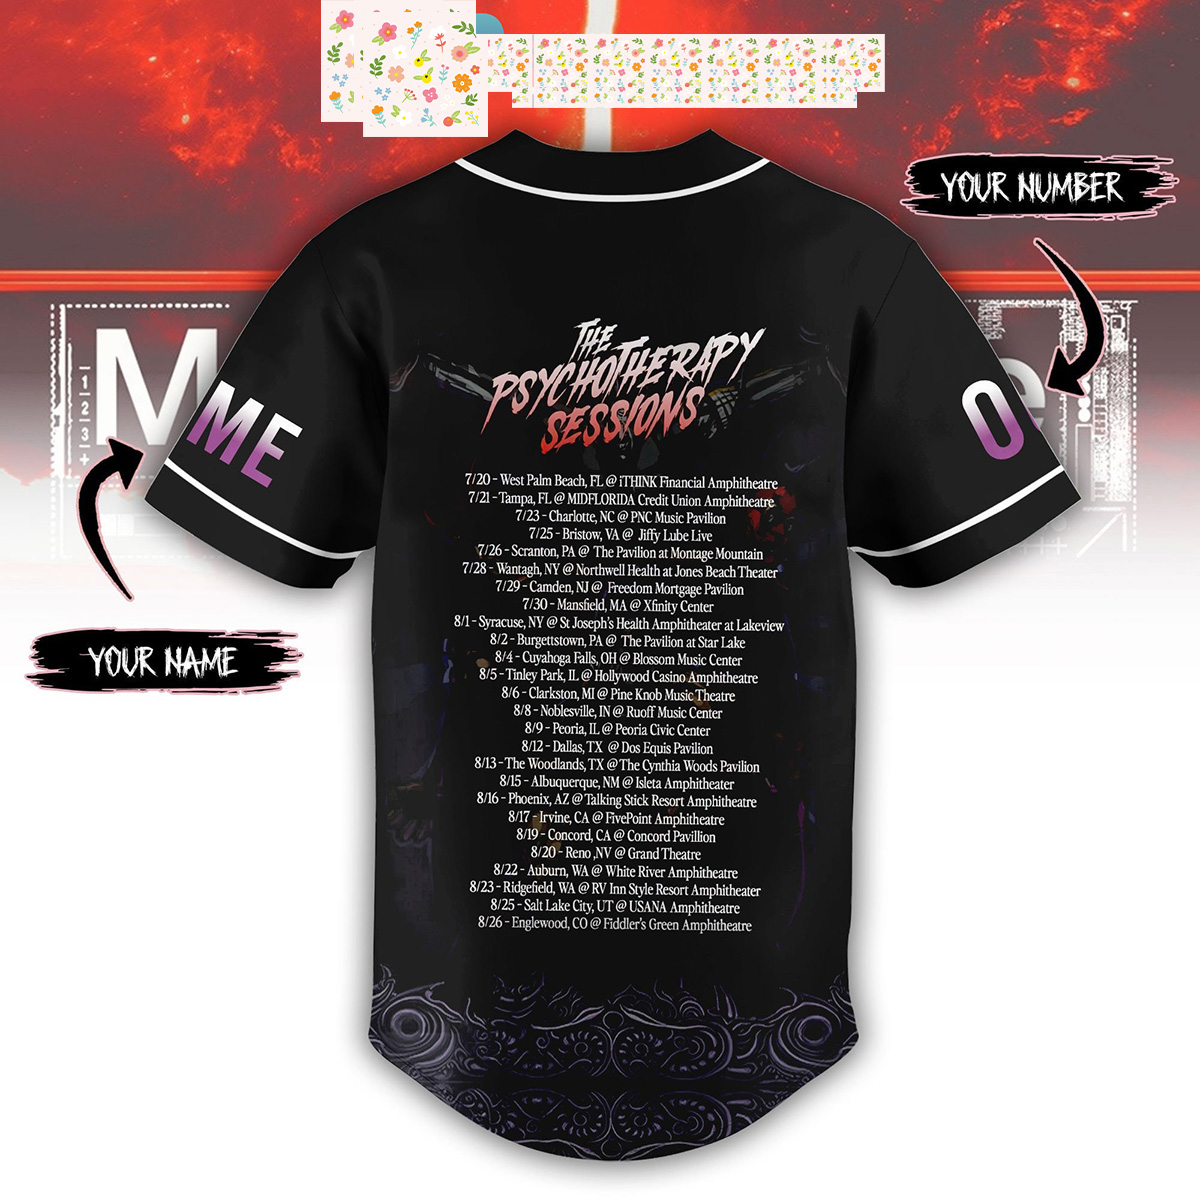 YOUR NUMBER
M
e
1
2
3
+
ME
0
THE
PSYCHOTHERAPY
SESSIONS
7/20 - West Palm Beach, FL @ iTHINK Financial Amphitheatre
7/21 - Tampa, FL @ MIDFLORIDA Credit Union Amphitheatre
7/23 - Charlotte, NC @ PNC Music Pavilion
7/25 - Bristow, VA @ Jiffy Lube Live
7/26 - Scranton, PA @ The Pavilion at Montage Mountain
7/28 - Wantagh, NY @ Northwell Health at Jones Beach Theater
7/29 - Camden, NJ @ Freedom Mortgage Pavilion
7/30 - Mansfield, MA @ Xfinity Center
8/1 - Syracuse, NY @ St Joseph's Health Amphitheater at Lakeview
8/2 - Burgettstown, PA @ The Pavilion at Star Lake
8/4 - Cuyahoga Falls, OH @ Blossom Music Center
8/5 - Tinley Park, IL @ Hollywood Casino Amphitheatre
8/6 - Clarkston, MI @ Pine Knob Music Theatre
8/8 - Noblesville, IN @ Ruoff Music Center
8/9 - Peoria, IL @ Peoria Civic Center
8/12 - Dallas, TX @ Dos Equis Pavilion
8/13 - The Woodlands, TX @ The Cynthia Woods Pavilion
8/15 - Albuquerque, NM @ Isleta Amphitheater
8/16 - Phoenix, AZ @ Talking Stick Resort Amphitheatre
8/17 - Irvine, CA @ FivePoint Amphitheatre
8/19 - Concord, CA @ Concord Pavillion
8/20 - Reno ,NV @ Grand Theatre
8/22 - Auburn, WA @ White River Amphitheatre
8/23 - Ridgefield, WA @ RV Inn Style Resort Amphitheater
8/25 - Salt Lake City, UT @ USANA Amphitheatre
8/26 - Englewood, CO @ Fiddler's Green Amphitheatre
YOUR NAME